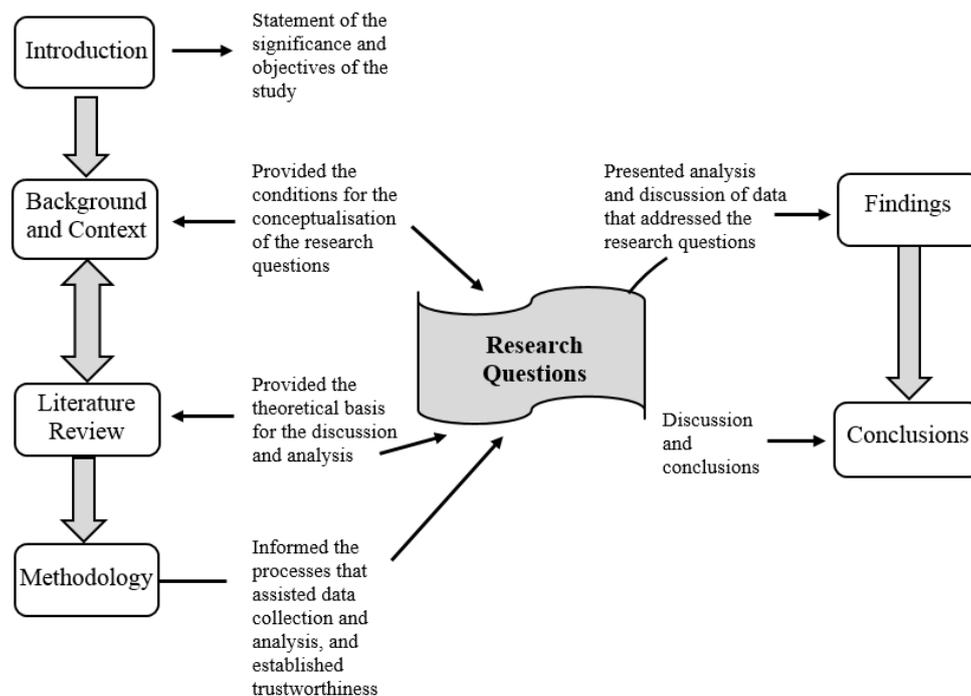 Introduction
Statement of the
significance and
objectives of the
study
Background
and Context
Provided the
conditions for the
conceptualisation
of the research
questions
Presented analysis
and discussion of data
that addressed the
research questions
Findings
Research
Questions
Literature
Review
Provided the
theoretical basis
for the discussion
and analysis
Discussion
and
conclusions
Conclusions
Methodology
Informed the
processes that
assisted data
collection and
analysis, and
established
trustworthiness